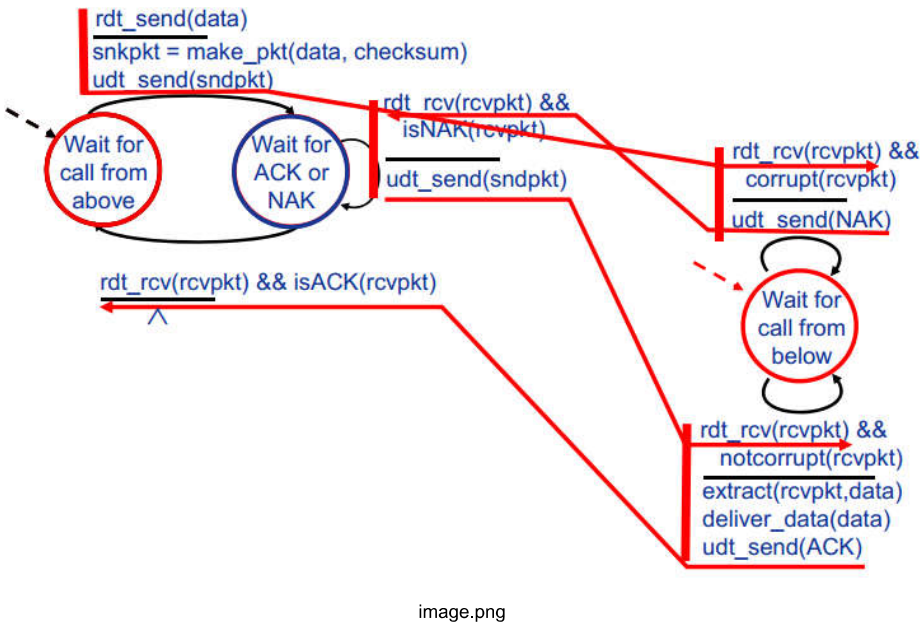 rdt_send(data)
snkpkt = make_pkt(data, checksum)
udt_send(sndpkt)
rdt_rcv(rcvpkt) &&
isNAK(rcvpkt)
udt_send(sndpkt)
Wait for
call from
above
Wait for
ACK or
NAK
rdt_rcv(rcvpkt) && isACK(rcvpkt)
Λ
rdt_rcv(rcvpkt) &&
corrupt(rcvpkt)
udt_send(NAK)
Wait for
call from
below
rdt_rcv(rcvpkt) &&
notcorrupt(rcvpkt)
extract(rcvpkt,data)
deliver_data(data)
udt_send(ACK)
image.png